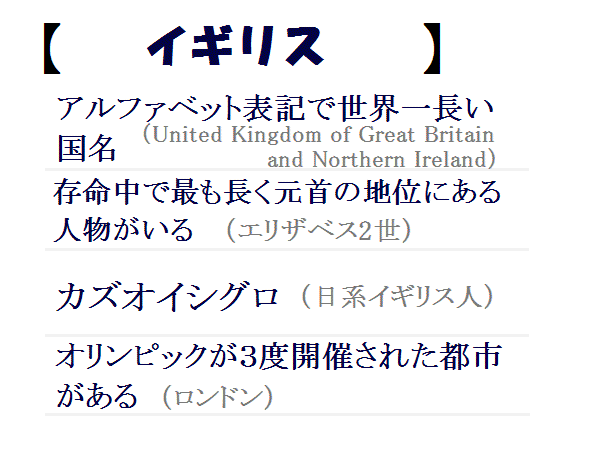 【 イギリス 】
アルファベット表記で世界一長い
国名 (United Kingdom of Great Britain
and Northern Ireland)
存命中で最も長く元首の地位にある
人物がいる (エリザベス2世)
カズオイシグロ (日系イギリス人)
オリンピックが3度開催された都市
がある (ロンドン)